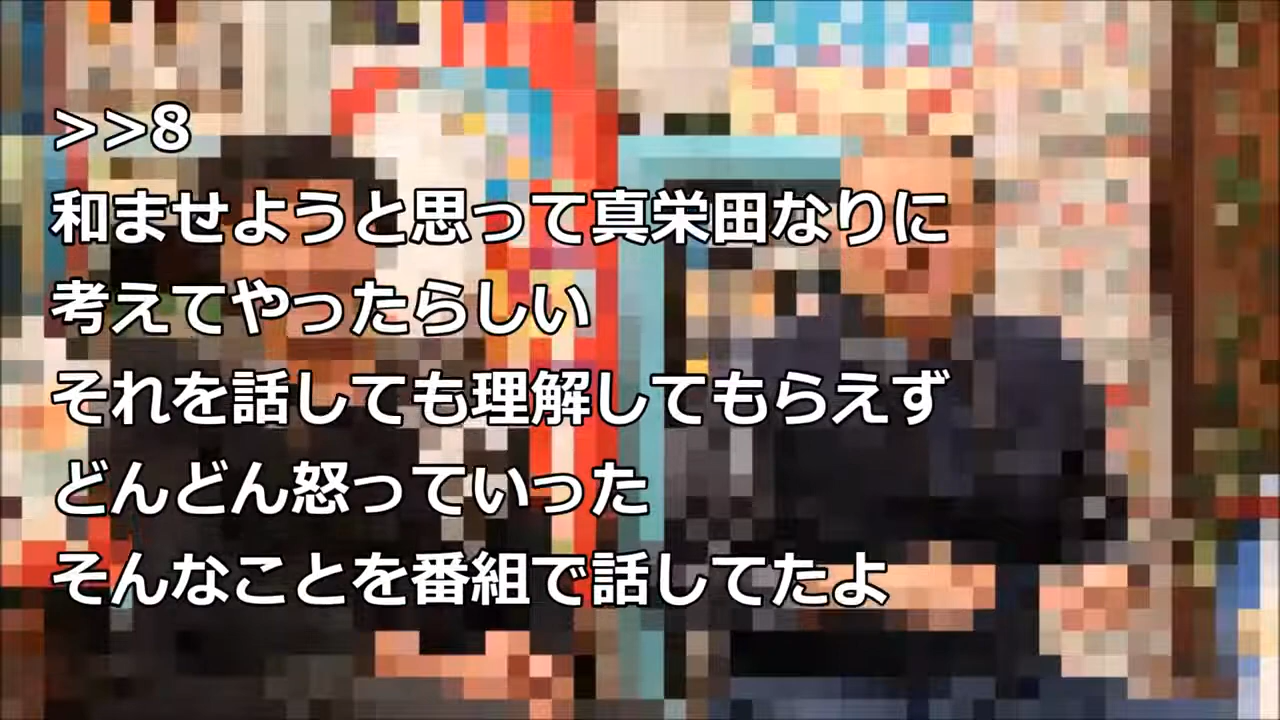 >>8
和ませようと思って真栄田なりに
考えてやったらしい
それを話しても理解してもらえず
どんどん怒っていった
そんなことを番組で話してたよ